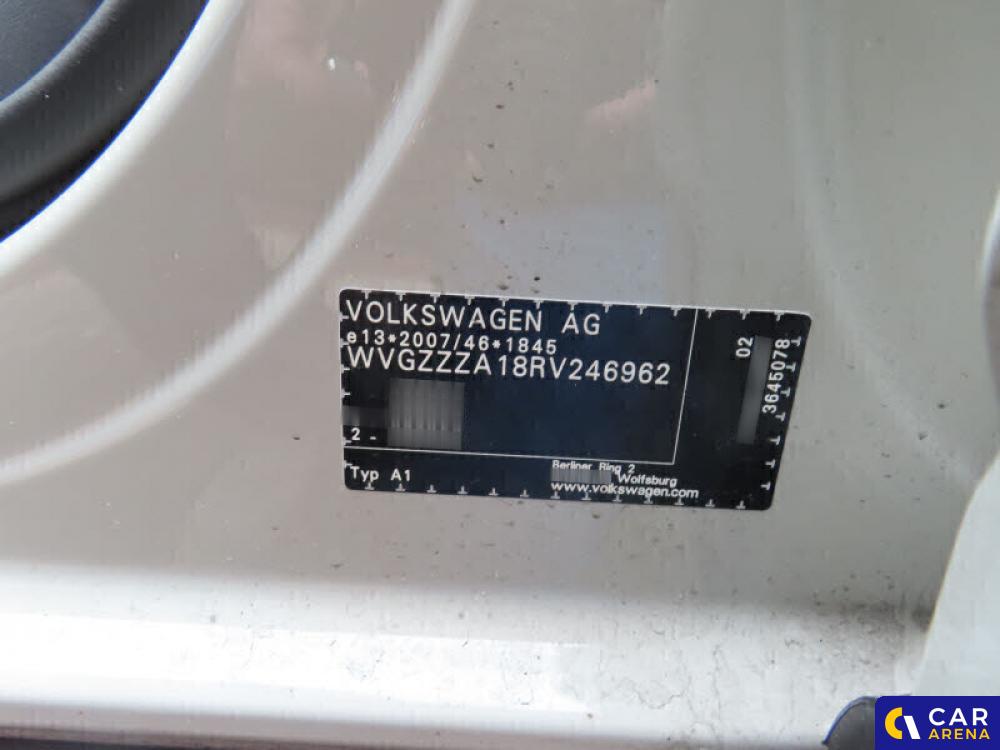 VOLKSWAGEN AG
e13*2007/46*1845
WVGZZZA18RV246962
2 -
Typ A1
Berliner Ring 2
Wolfsburg
www.volkswagen.com
02
3645078
CAR
ARENA